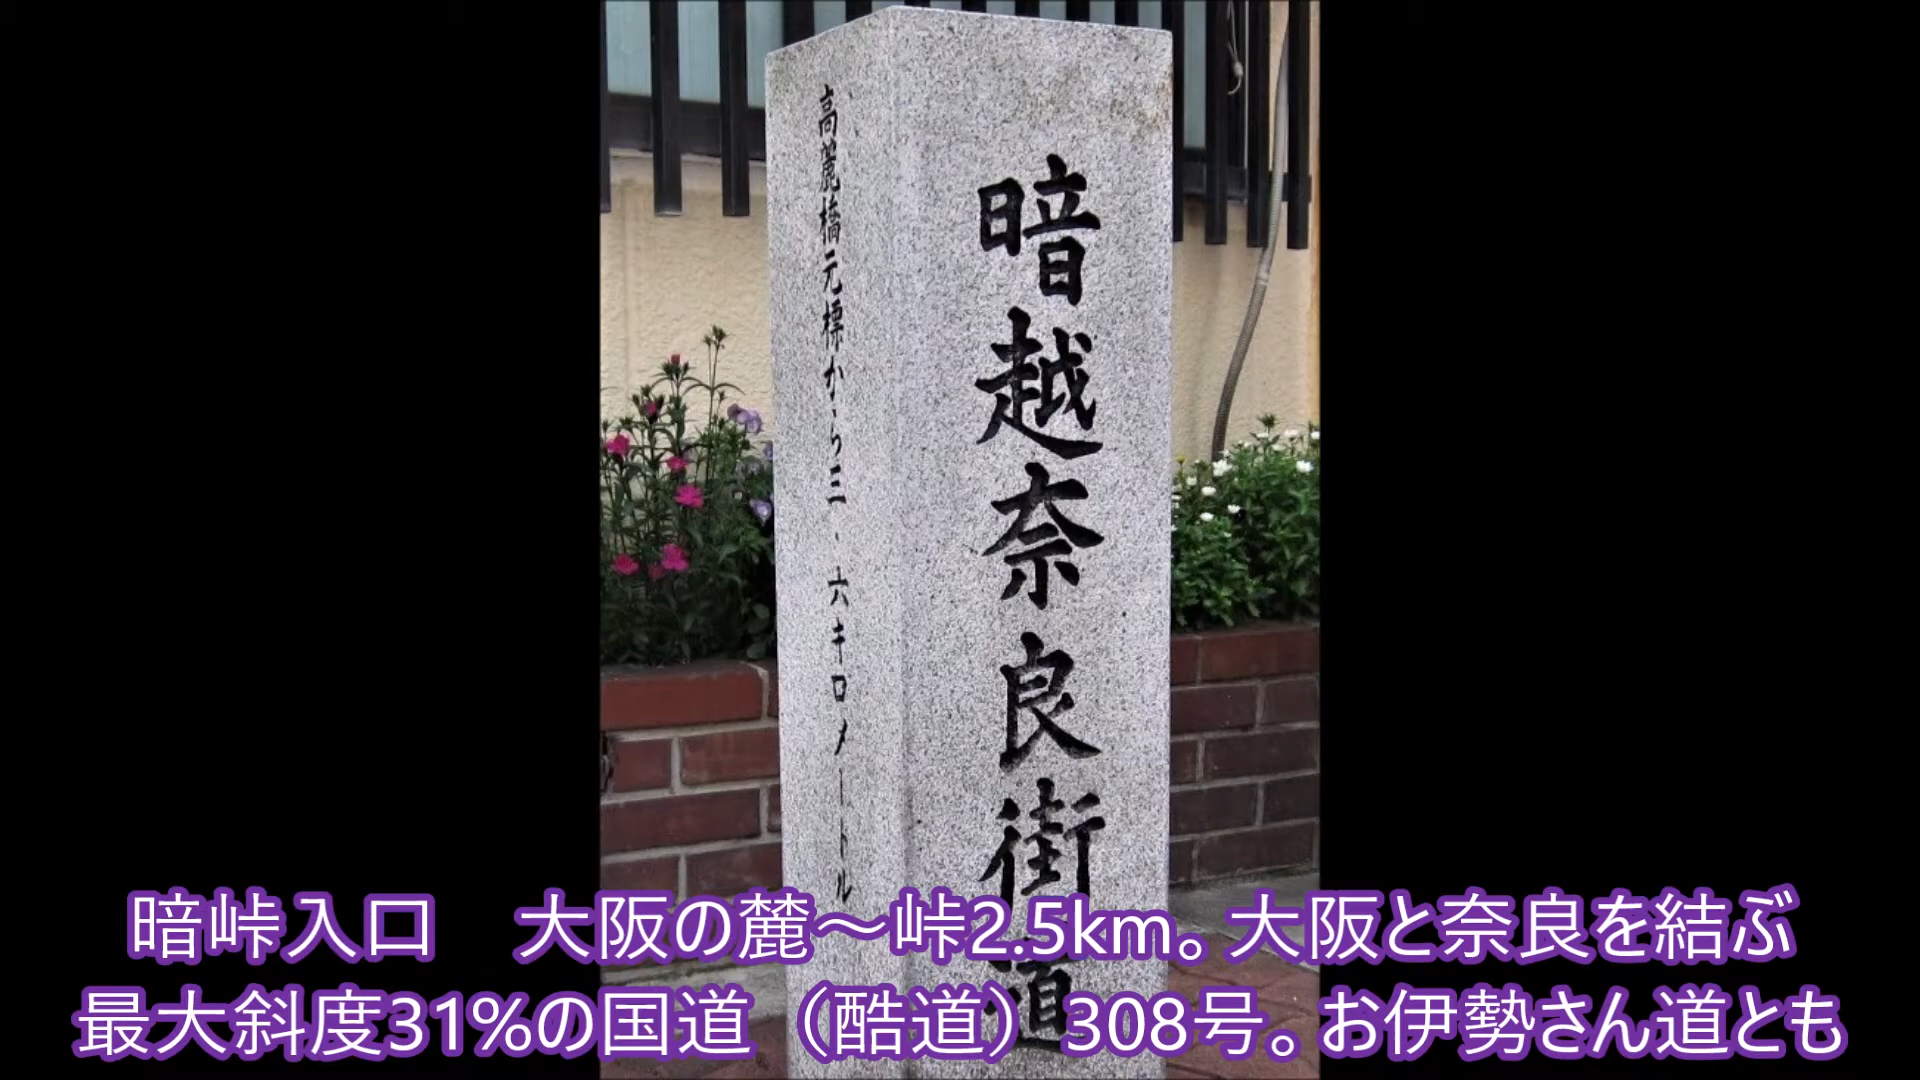 暗越奈良街道
高麗橋元標から三・六キロメートル
暗峠入口　大阪の麓～峠2.5km。大阪と奈良を結ぶ
最大斜度31%の国道（酷道）308号。お伊勢さん道とも